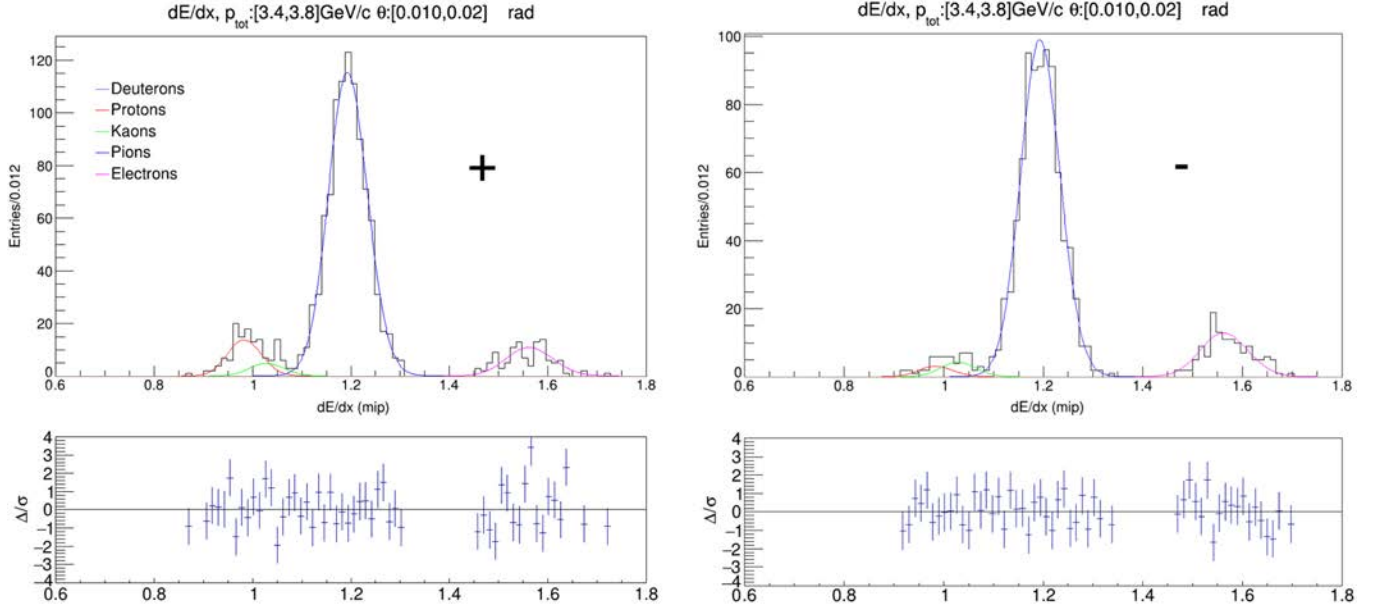 dE/dx, p_tot:[3.4,3.8]GeV/c θ:[0.010,0.02] rad
120
100
80
60
40
20
0
Entries/0.012
Deuterons
Protons
Kaons
Pions
Electrons
+
0.6 0.8 1 1.2 1.4 1.6 1.8
dE/dx (mip)
4
3
2
1
0
−1
−2
−3
−4
Δ/σ
0.6 0.8 1 1.2 1.4 1.6 1.8
dE/dx, p_tot:[3.4,3.8]GeV/c θ:[0.010,0.02] rad
100
80
60
40
20
0
Entries/0.012
-
0.6 0.8 1 1.2 1.4 1.6 1.8
dE/dx (mip)
4
3
2
1
0
−1
−2
−3
−4
Δ/σ
0.6 0.8 1 1.2 1.4 1.6 1.8